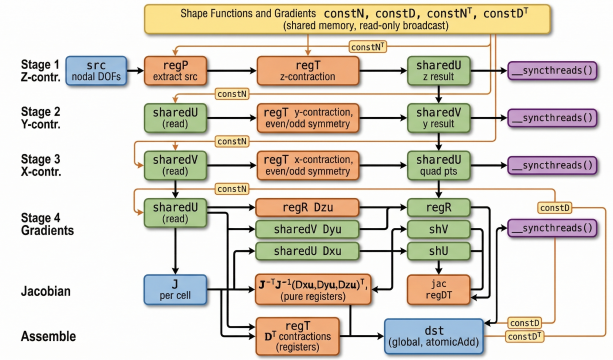 Shape Functions and Gradients constN, constD, constNᵀ, constDᵀ
(shared memory, read-only broadcast)
constNᵀ
Stage 1
Z-contr.
src
nodal DOFs
regP
extract src
regT
z-contraction
sharedU
z result
__syncthreads()
constN
Stage 2
Y-contr.
sharedU
(read)
regT y-contraction,
even/odd symmetry
sharedV
y result
__syncthreads()
Stage 3
X-contr.
sharedV
(read)
regT x-contraction,
even/odd symmetry
sharedU
quad pts
__syncthreads()
constN
constD
Stage 4
Gradients
sharedU
(read)
regR Dzu
regR
sharedV Dyu
shV
__syncthreads()
sharedU Dxu
shU
Jacobian
J
per cell
J⁻ᵀJ⁻¹(Dxu,Dyu,Dzu)ᵀ,
(pure registers)
jac
regDT
constD
Assemble
regT
Dᵀ contractions
(registers)
dst
(global, atomicAdd)
constDᵀ